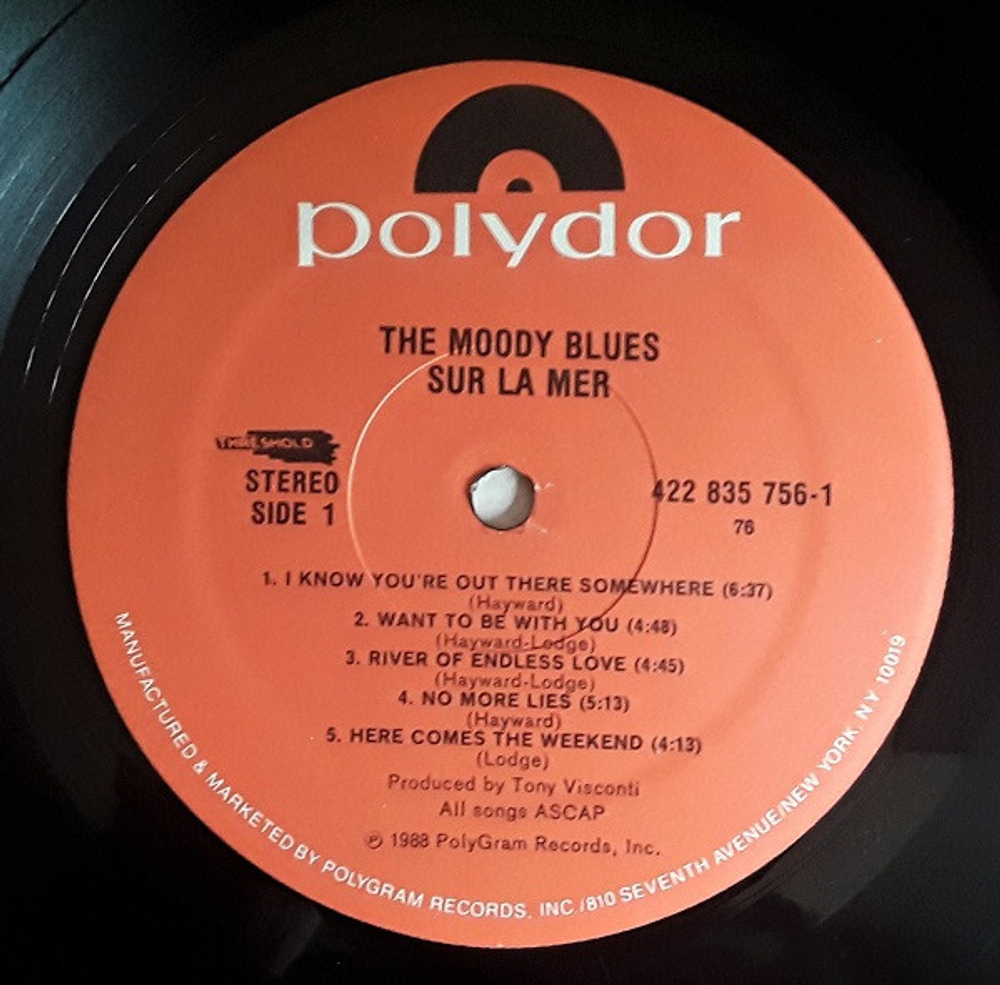 polydor
THE MOODY BLUES
SUR LA MER
THRESHOLD
STEREO
SIDE 1
422 835 756-1
76
1. I KNOW YOU'RE OUT THERE SOMEWHERE (6:37)
(Hayward)
2. WANT TO BE WITH YOU (4:48)
(Hayward-Lodge)
3. RIVER OF ENDLESS LOVE (4:45)
(Hayward-Lodge)
4. NO MORE LIES (5:13)
(Hayward)
5. HERE COMES THE WEEKEND (4:13)
(Lodge)
Produced by Tony Visconti
All songs ASCAP
℗ 1988 PolyGram Records, Inc.
MANUFACTURED & MARKETED BY POLYGRAM RECORDS, INC./810 SEVENTH AVENUE/NEW YORK, NY 10019